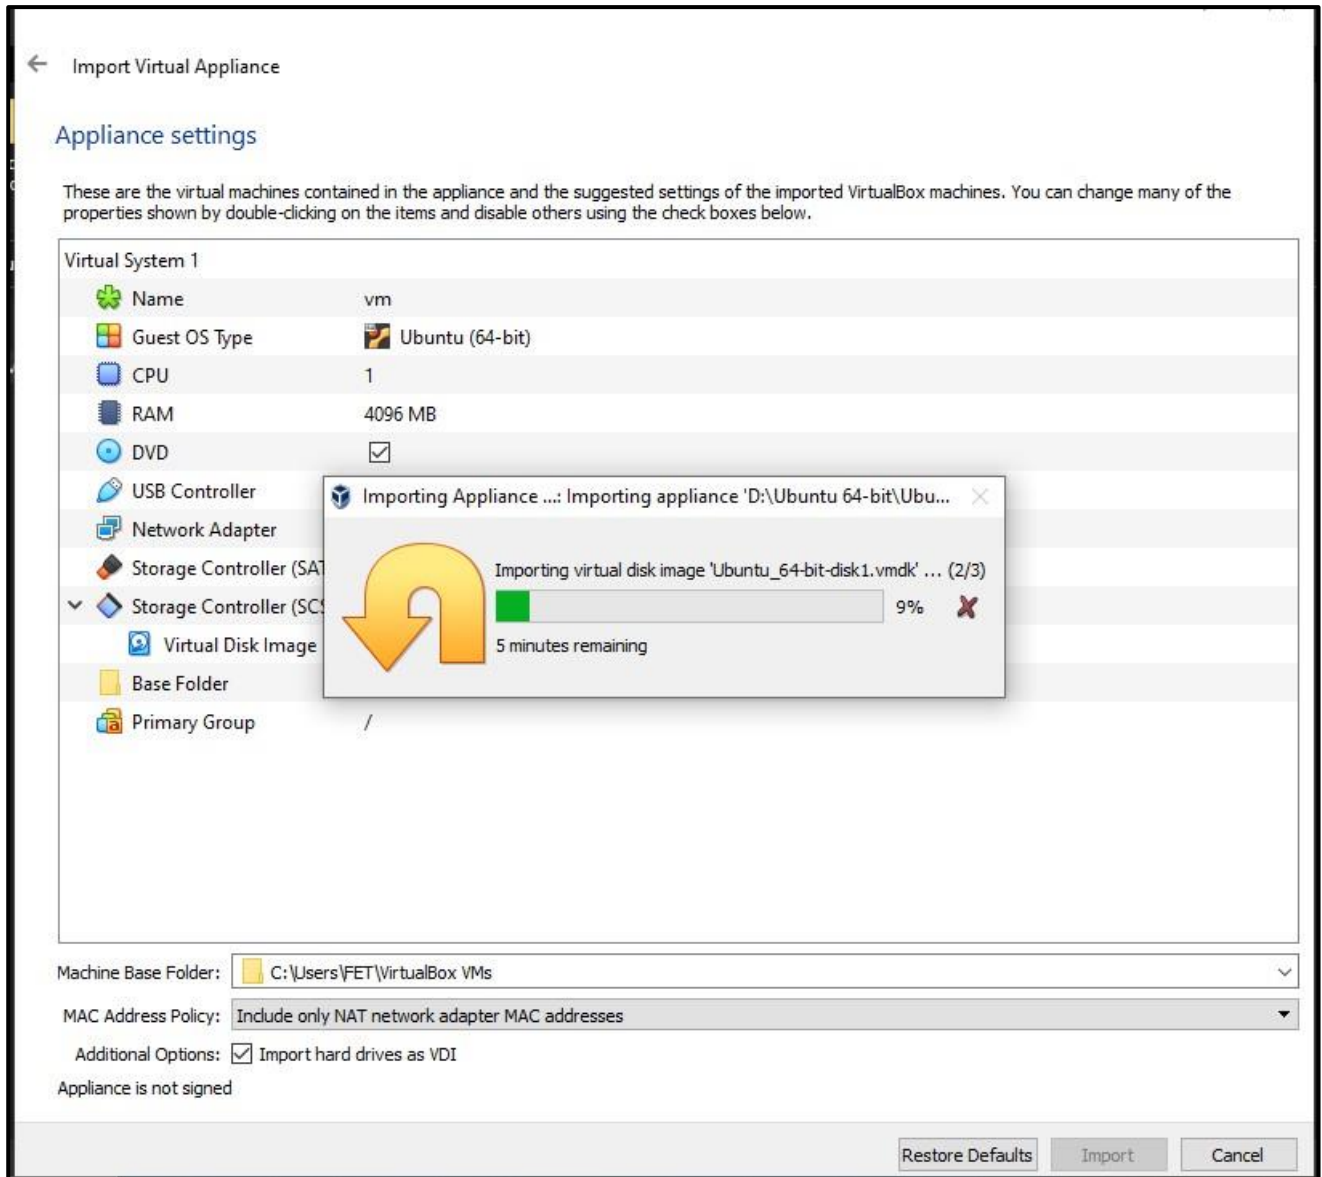 Import Virtual Appliance
Appliance settings
These are the virtual machines contained in the appliance and the suggested settings of the imported VirtualBox machines. You can change many of the
properties shown by double-clicking on the items and disable others using the check boxes below.
Virtual System 1
Name vm
Guest OS Type Ubuntu (64-bit)
CPU 1
RAM 4096 MB
DVD
USB Controller
Network Adapter
Storage Controller (SAT
Storage Controller (SCS
Virtual Disk Image
Base Folder
Primary Group /
Importing Appliance ...: Importing appliance 'D:\Ubuntu 64-bit\Ubu...
Importing virtual disk image 'Ubuntu_64-bit-disk1.vmdk' ... (2/3)
9%
5 minutes remaining
Machine Base Folder: C:\Users\FET\VirtualBox VMs
MAC Address Policy: Include only NAT network adapter MAC addresses
Additional Options: Import hard drives as VDI
Appliance is not signed
Restore Defaults Import Cancel